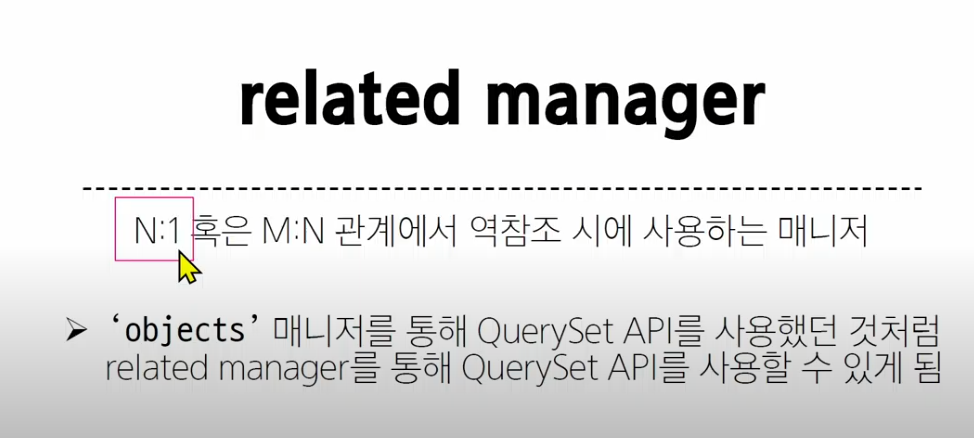 related manager
N:1 혹은 M:N 관계에서 역참조 시에 사용하는 매니저
➢ ‘objects’ 매니저를 통해 QuerySet API를 사용했던 것처럼
related manager를 통해 QuerySet API를 사용할 수 있게 됨